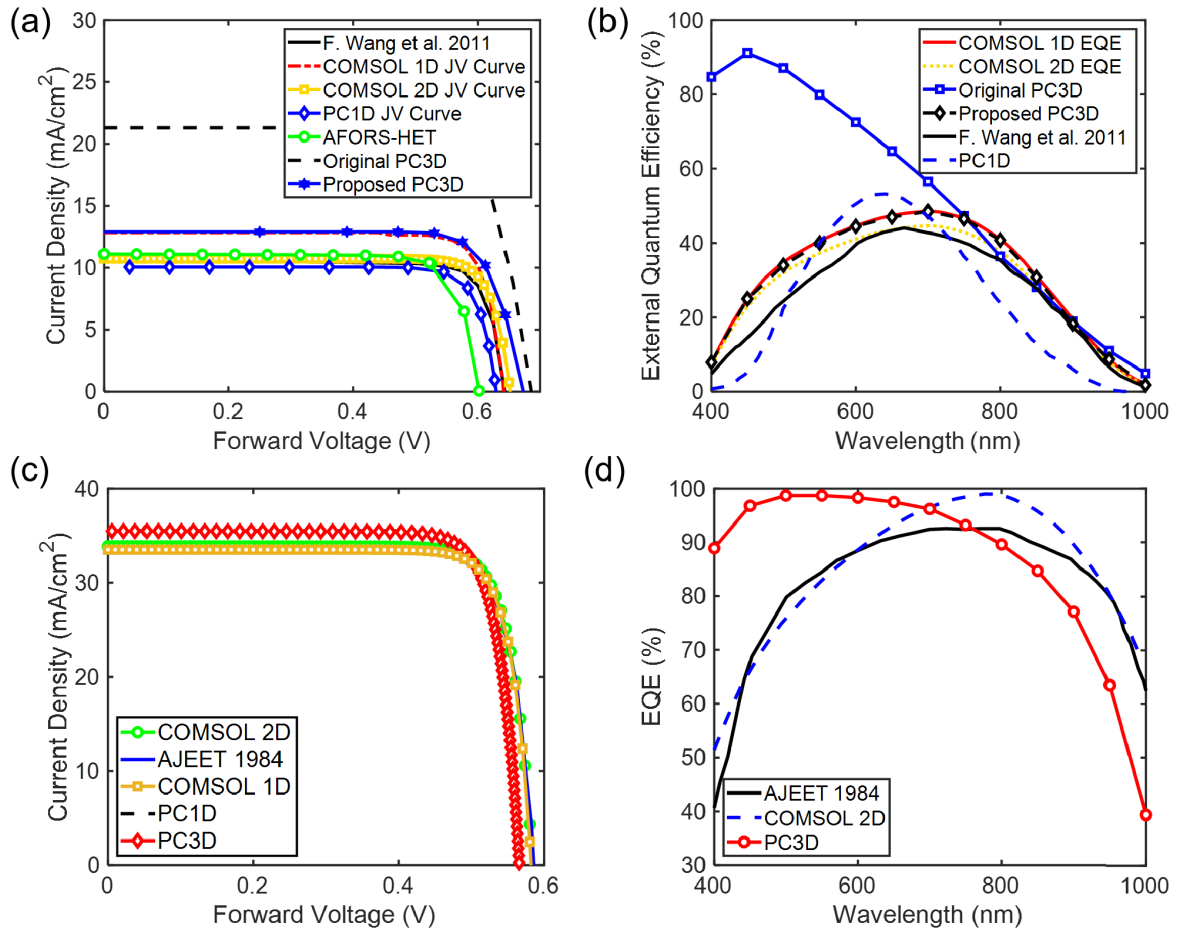 (a)
30
25
20
15
10
5
0
0
0.2
0.4
0.6
Current Density (mA/cm²)
Forward Voltage (V)
F. Wang et al. 2011
COMSOL 1D JV Curve
COMSOL 2D JV Curve
PC1D JV Curve
AFORS-HET
Original PC3D
Proposed PC3D
(b)
100
80
60
40
20
0
400
600
800
1000
External Quantum Efficiency (%)
Wavelength (nm)
COMSOL 1D EQE
COMSOL 2D EQE
Original PC3D
Proposed PC3D
F. Wang et al. 2011
PC1D
(c)
40
30
20
10
0
0
0.2
0.4
0.6
Current Density (mA/cm²)
Forward Voltage (V)
COMSOL 2D
AJEET 1984
COMSOL 1D
PC1D
PC3D
(d)
100
90
80
70
60
50
40
30
400
600
800
1000
EQE (%)
Wavelength (nm)
AJEET 1984
COMSOL 2D
PC3D